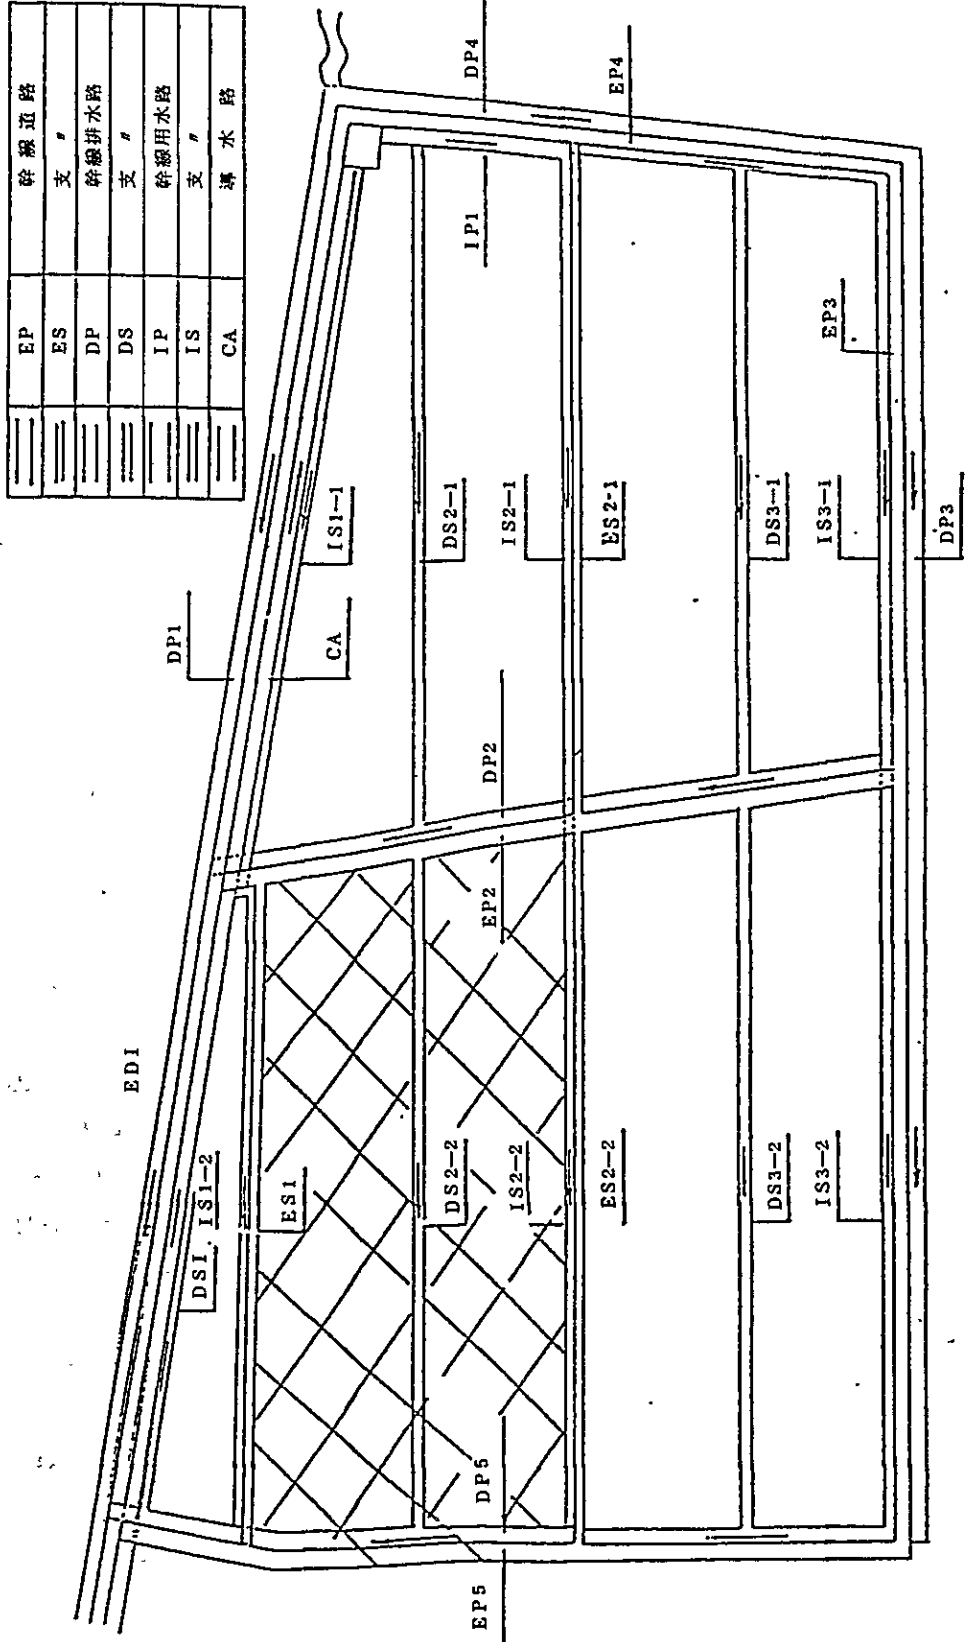 EP 幹線道路
ES 支 〃
DP 幹線排水路
DS 支 〃
IP 幹線用水路
IS 支 〃
CA 導水路
DP4
EP4
IP1
EP3
IS1-1
DS2-1
IS2-1
ES2-1
DS3-1
IS3-1
DP3
DP1
CA
DP2
EP2
ED1
DS1. IS1-2
ES1
DS2-2
IS2-2
ES2-2
DS3-2
IS3-2
DP5
EP5